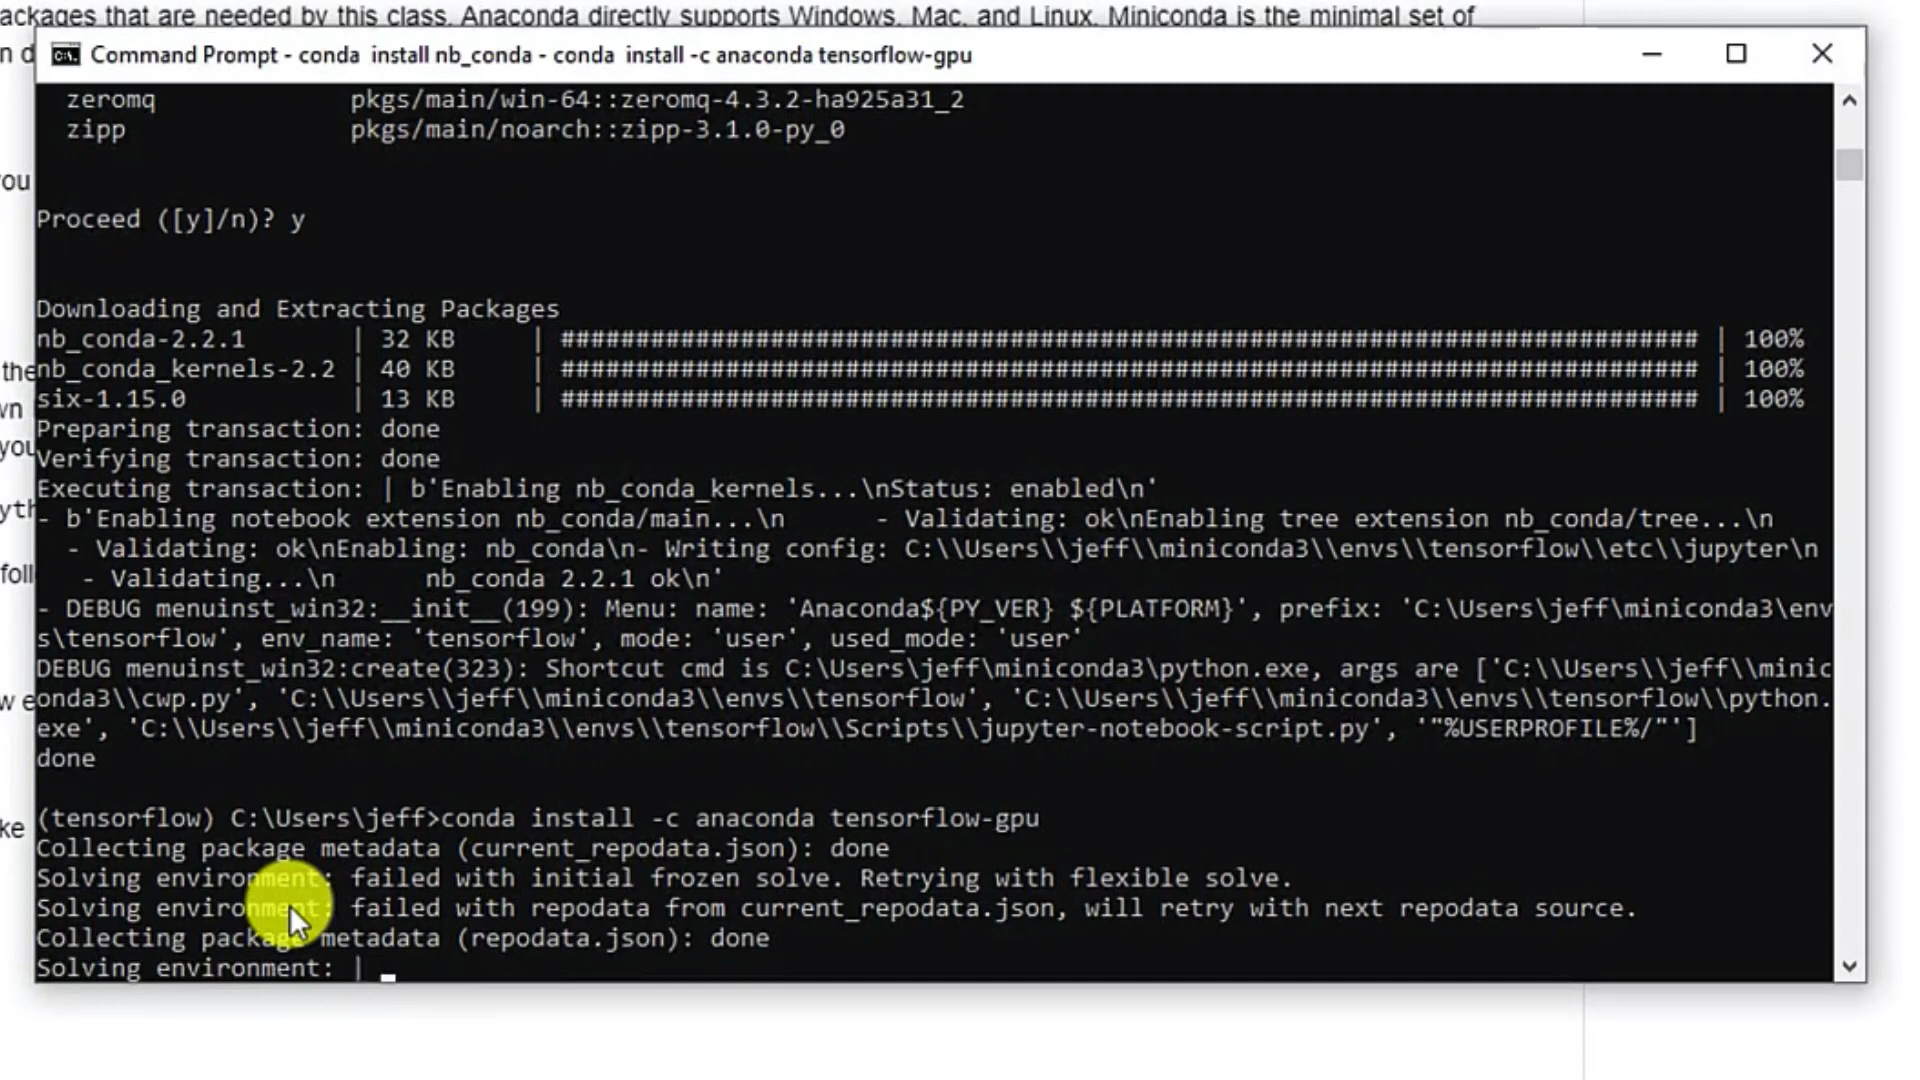 ackages that are needed by this class. Anaconda directly supports Windows, Mac, and Linux. Miniconda is the minimal set of
n d
Command Prompt - conda  install nb_conda - conda  install -c anaconda tensorflow-gpu
zeromq             pkgs/main/win-64::zeromq-4.3.2-ha925a31_2
zipp               pkgs/main/noarch::zipp-3.1.0-py_0
you
Proceed ([y]/n)? y
Downloading and Extracting Packages
nb_conda-2.2.1       | 32 KB     | ############################################################################ | 100%
the
nb_conda_kernels-2.2 | 40 KB     | ############################################################################ | 100%
wn
six-1.15.0           | 13 KB     | ############################################################################ | 100%
Preparing transaction: done
you
Verifying transaction: done
Executing transaction: | b'Enabling nb_conda_kernels...\nStatus: enabled\n'
yth
- b'Enabling notebook extension nb_conda/main...\n      - Validating: ok\nEnabling tree extension nb_conda/tree...\n
- Validating: ok\nEnabling: nb_conda\n- Writing config: C:\\Users\\jeff\\miniconda3\\envs\\tensorflow\\etc\\jupyter\n
foll
- Validating...\n      nb_conda 2.2.1 ok\n'
- DEBUG menuinst_win32:__init__(199): Menu: name: 'Anaconda${PY_VER} ${PLATFORM}', prefix: 'C:\Users\jeff\miniconda3\env
s\tensorflow', env_name: 'tensorflow', mode: 'user', used_mode: 'user'
DEBUG menuinst_win32:create(323): Shortcut cmd is C:\Users\jeff\miniconda3\python.exe, args are ['C:\\Users\\jeff\\minic
w e
onda3\\cwp.py', 'C:\\Users\\jeff\\miniconda3\\envs\\tensorflow', 'C:\\Users\\jeff\\miniconda3\\envs\\tensorflow\\python.
exe', 'C:\\Users\\jeff\\miniconda3\\envs\\tensorflow\\Scripts\\jupyter-notebook-script.py', '"%USERPROFILE%/"']
done
ke
(tensorflow) C:\Users\jeff>conda install -c anaconda tensorflow-gpu
Collecting package metadata (current_repodata.json): done
Solving environment: failed with initial frozen solve. Retrying with flexible solve.
Solving environment: failed with repodata from current_repodata.json, will retry with next repodata source.
Collecting package metadata (repodata.json): done
Solving environment: |